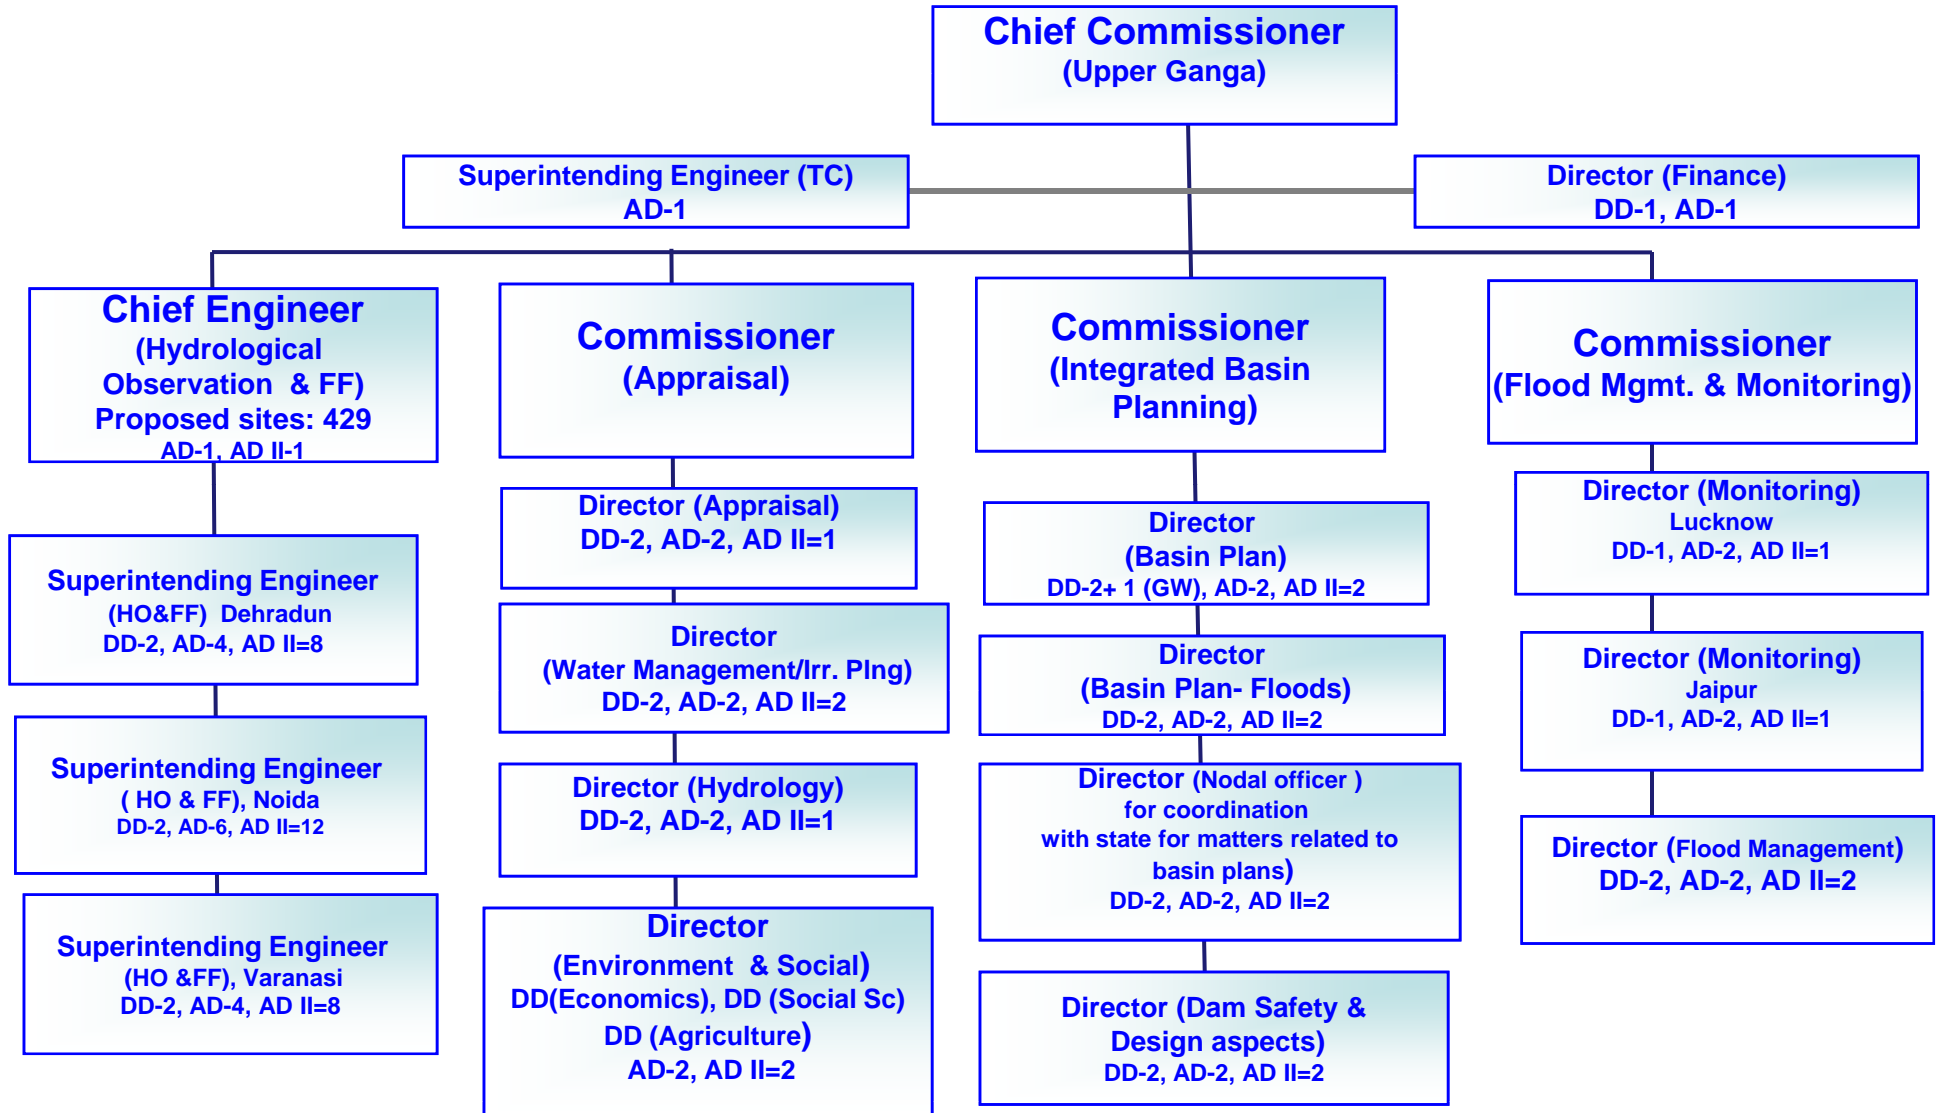 Chief Commissioner
(Upper Ganga)
Superintending Engineer (TC)
AD-1
Director (Finance)
DD-1, AD-1
Chief Engineer
(Hydrological
Observation & FF)
Proposed sites: 429
AD-1, AD II-1
Superintending Engineer
(HO&FF) Dehradun
DD-2, AD-4, AD II=8
Superintending Engineer
( HO & FF), Noida
DD-2, AD-6, AD II=12
Superintending Engineer
(HO &FF), Varanasi
DD-2, AD-4, AD II=8
Commissioner
(Appraisal)
Director (Appraisal)
DD-2, AD-2, AD II=1
Director
(Water Management/Irr. Plng)
DD-2, AD-2, AD II=2
Director (Hydrology)
DD-2, AD-2, AD II=1
Director
(Environment & Social)
DD(Economics), DD (Social Sc)
DD (Agriculture)
AD-2, AD II=2
Commissioner
(Integrated Basin
Planning)
Director
(Basin Plan)
DD-2+ 1 (GW), AD-2, AD II=2
Director
(Basin Plan- Floods)
DD-2, AD-2, AD II=2
Director (Nodal officer )
for coordination
with state for matters related to
basin plans)
DD-2, AD-2, AD II=2
Director (Dam Safety &
Design aspects)
DD-2, AD-2, AD II=2
Commissioner
(Flood Mgmt. & Monitoring)
Director (Monitoring)
Lucknow
DD-1, AD-2, AD II=1
Director (Monitoring)
Jaipur
DD-1, AD-2, AD II=1
Director (Flood Management)
DD-2, AD-2, AD II=2